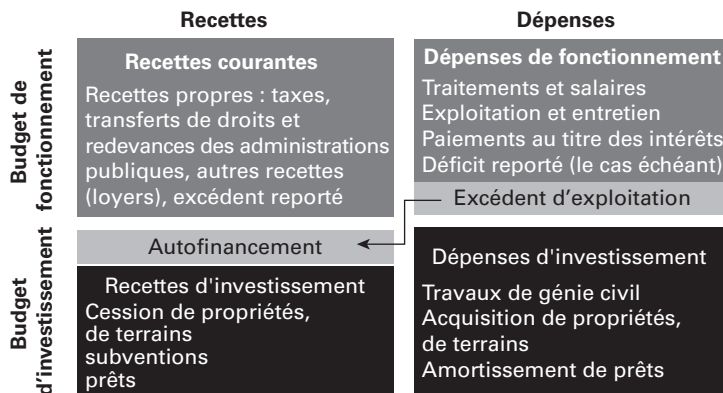 Recettes
Dépenses
Budget de
fonctionnement
Recettes courantes
Recettes propres : taxes,
transferts de droits et
redevances des administrations
publiques, autres recettes
(loyers), excédent reporté
Dépenses de fonctionnement
Traitements et salaires
Exploitation et entretien
Paiements au titre des intérêts
Déficit reporté (le cas échéant)
Excédent d’exploitation
Budget
d’investissement
Autofinancement
Recettes d'investissement
Cession de propriétés,
de terrains
subventions
prêts
Dépenses d'investissement
Travaux de génie civil
Acquisition de propriétés,
de terrains
Amortissement de prêts